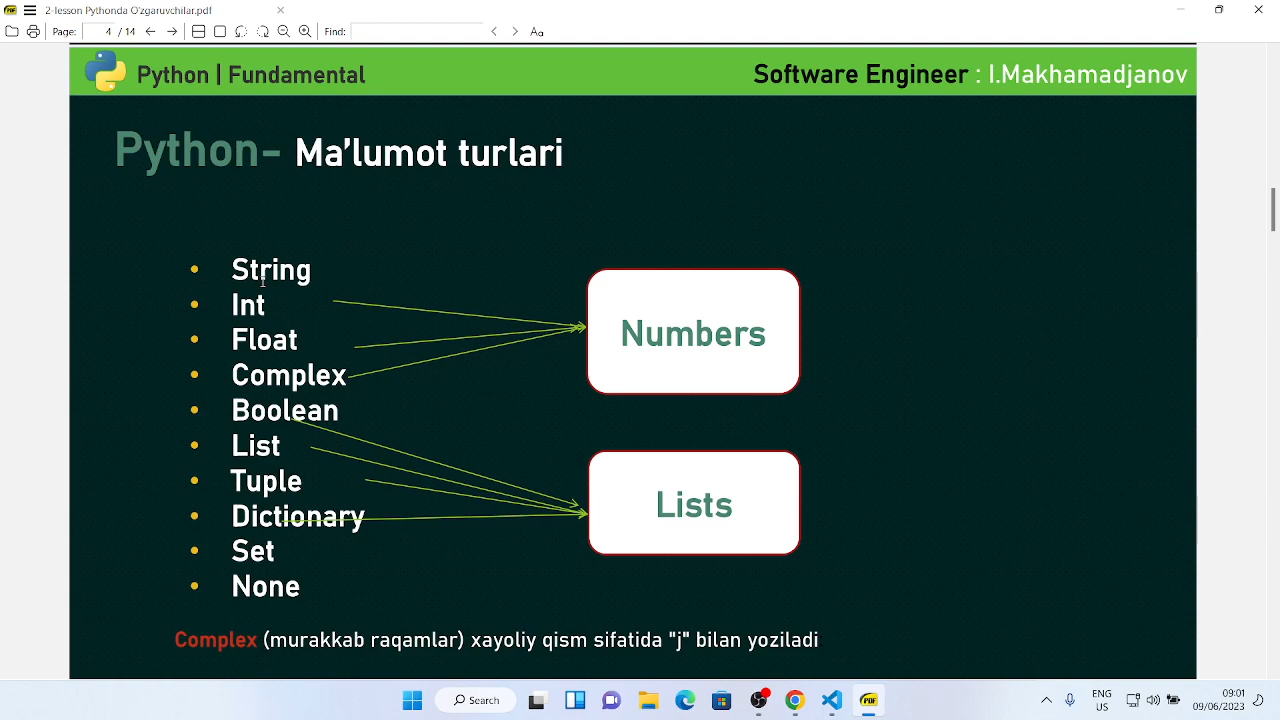 2-lesson Pythonda O'zgaruvchilar.pdf
Page: 4 / 14 Find: Aa
Python | Fundamental
Software Engineer : I.Makhamadjanov
Python- Ma’lumot turlari
• String
• Int
• Float
• Complex
• Boolean
• List
• Tuple
• Dictionary
• Set
• None
Numbers
Lists
Complex (murakkab raqamlar) xayoliy qism sifatida "j" bilan yoziladi
Search
ENG
US
09:01
09/06/2023